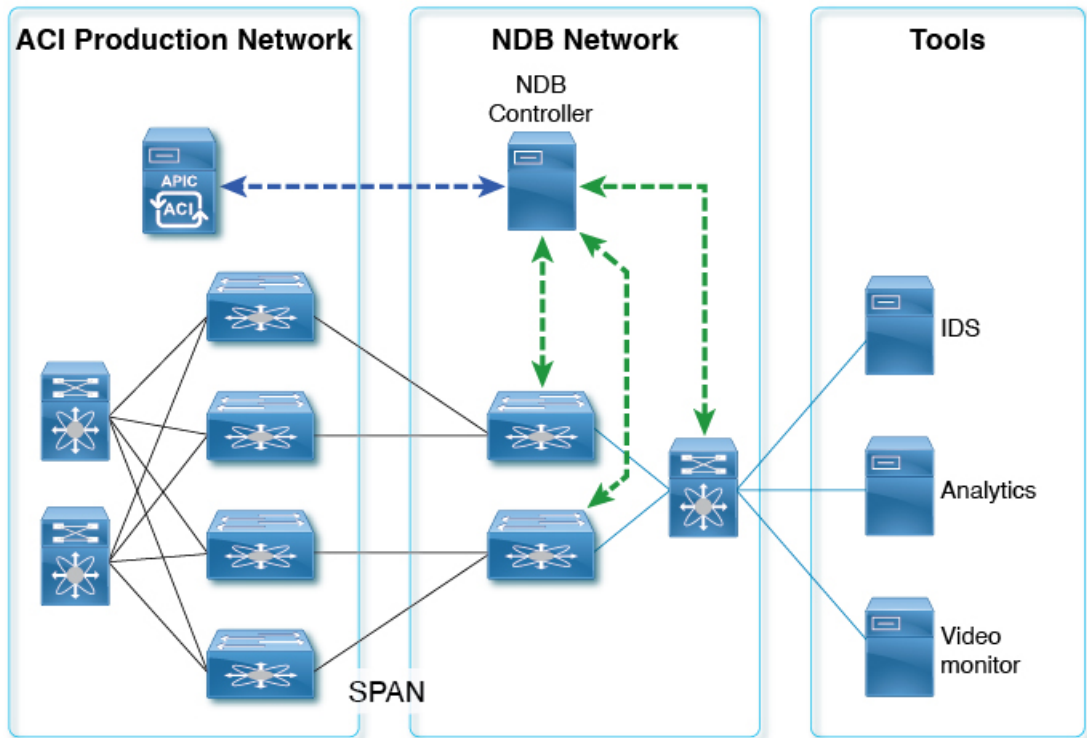 ACI Production Network
NDB Network
Tools
NDB
Controller
APIC
ACI
IDS
Analytics
Video
monitor
SPAN